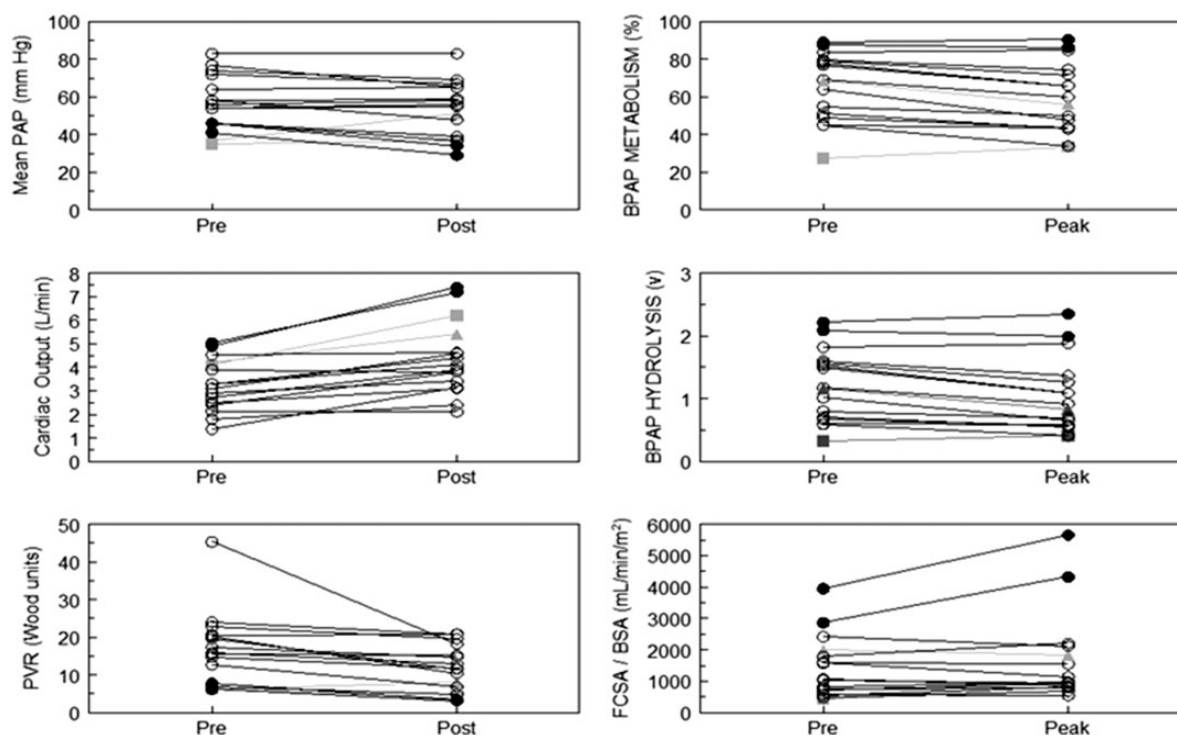 Mean PAP (mm Hg)
100
80
60
40
20
0
Pre
Post
BPAP METABOLISM (%)
100
80
60
40
20
0
Pre
Peak
Cardiac Output (L/min)
8
7
6
5
4
3
2
1
0
Pre
Post
BPAP HYDROLYSIS (v)
3
2
1
0
Pre
Peak
PVR (Wood units)
50
40
30
20
10
0
Pre
Post
FCSA / BSA (mL/min/m²)
6000
5000
4000
3000
2000
1000
0
Pre
Peak